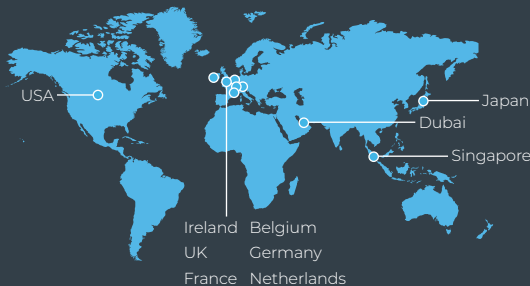 USA
Japan
Dubai
Singapore
Ireland Belgium
UK Germany
France Netherlands